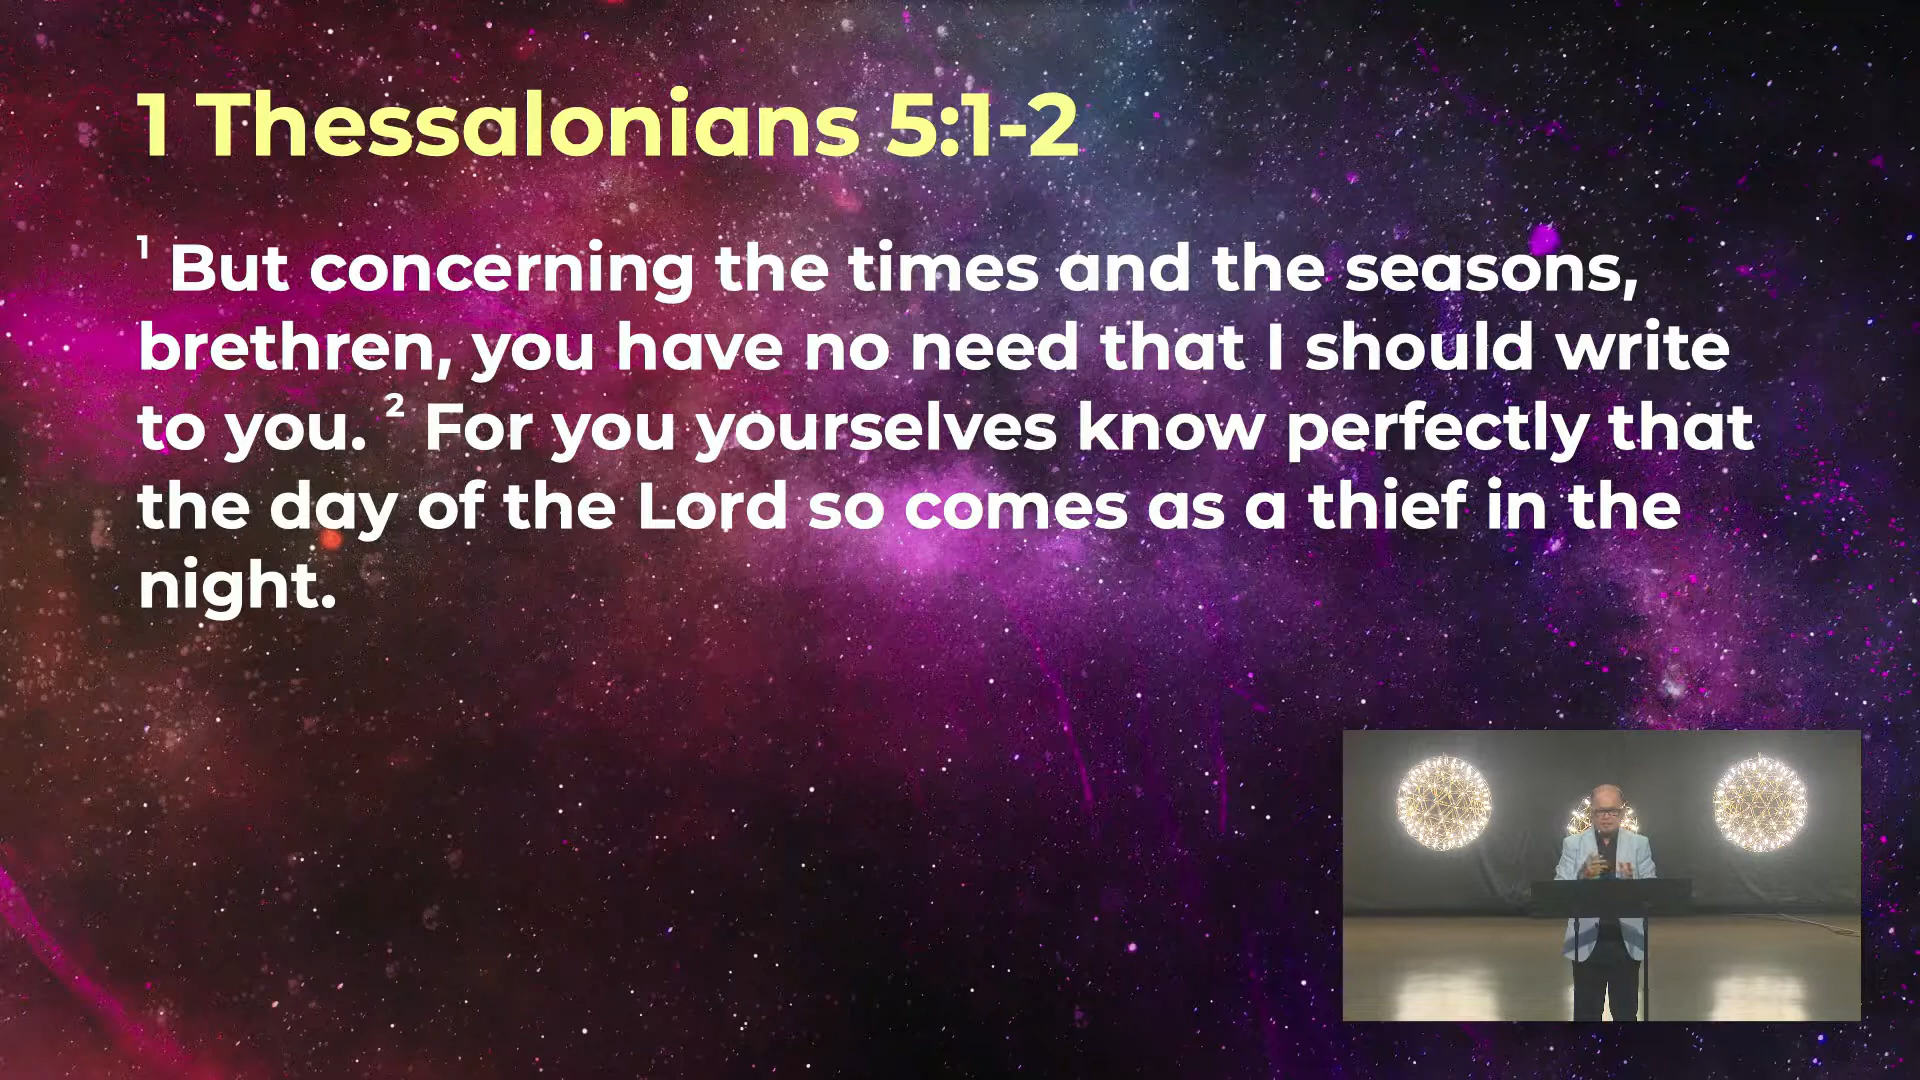 1 Thessalonians 5:1-2
1 But concerning the times and the seasons,
brethren, you have no need that I should write
to you. 2 For you yourselves know perfectly that
the day of the Lord so comes as a thief in the
night.